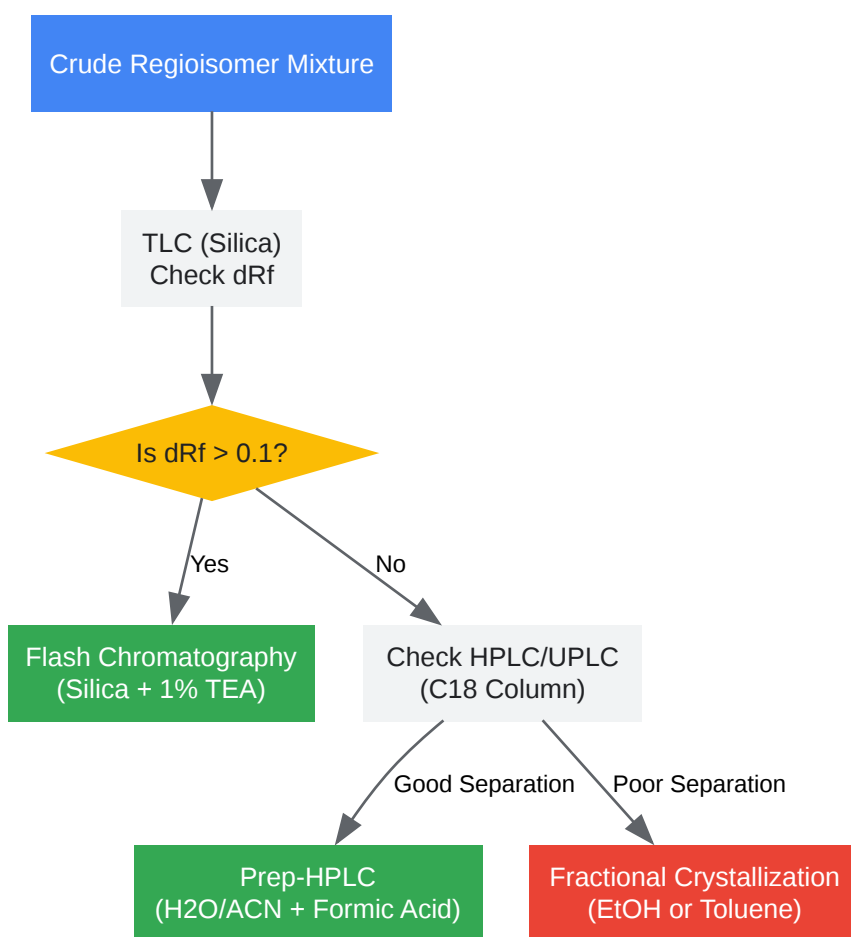 Crude Regioisomer Mixture
TLC (Silica)
Check dRf
Is dRf > 0.1?
Yes
No
Flash Chromatography
(Silica + 1% TEA)
Check HPLC/UPLC
(C18 Column)
Good Separation
Poor Separation
Prep-HPLC
(H2O/ACN + Formic Acid)
Fractional Crystallization
(EtOH or Toluene)